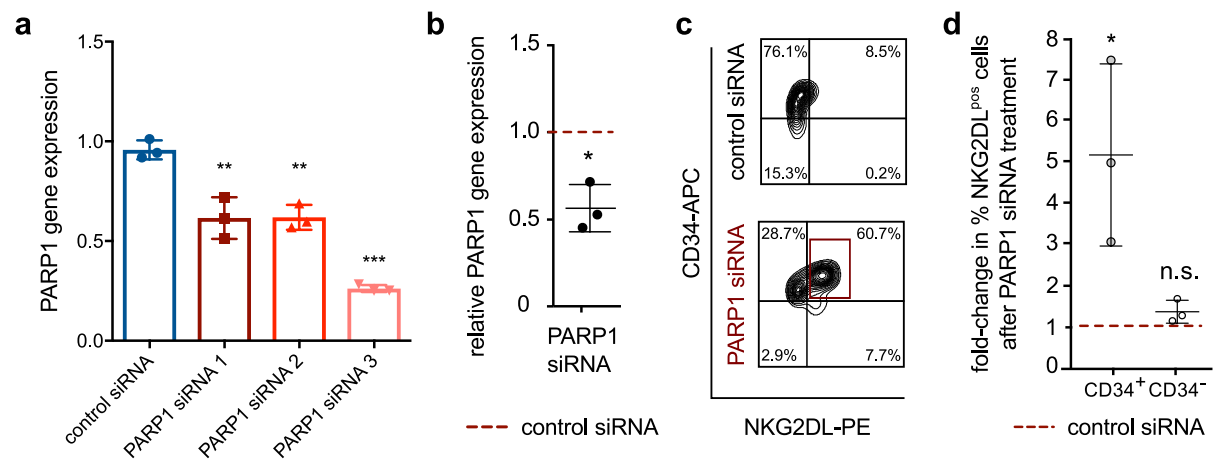 a
PARP1 gene expression
1.5
1.0
0.5
0.0
**
**
***
control siRNA
PARP1 siRNA 1
PARP1 siRNA 2
PARP1 siRNA 3
b
relative PARP1 gene expression
1.5
1.0
0.5
0
*
PARP1
siRNA
control siRNA
c
CD34-APC
control siRNA
76.1%
8.5%
15.3%
0.2%
PARP1 siRNA
28.7%
60.7%
2.9%
7.7%
NKG2DL-PE
d
fold-change in % NKG2DLpos cells
after PARP1 siRNA treatment
8
7
6
5
4
3
2
1
0
*
n.s.
CD34+ CD34-
control siRNA